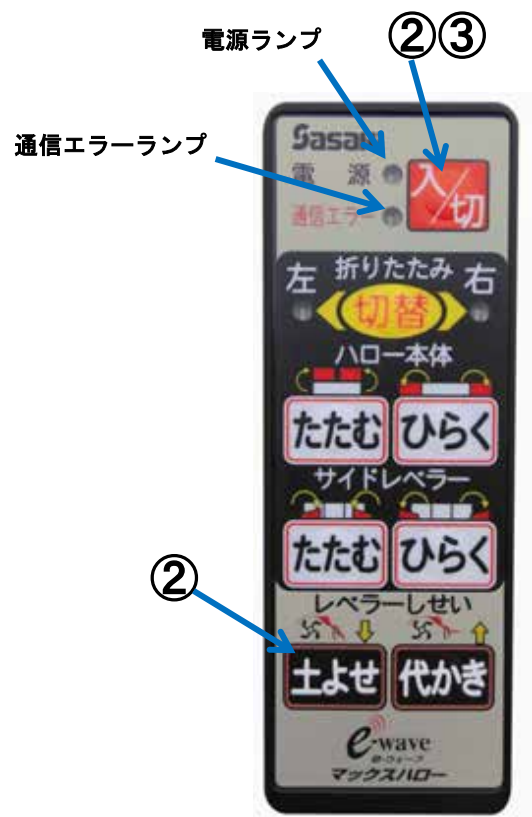 電源ランプ
②③
通信エラーランプ
Sasaki
電 源
入/切
通信エラー
折りたたみ
左 右
切替
ハロー本体
たたむ ひらく
サイドレベラー
たたむ ひらく
②
レベラーしせい
土よせ 代かき
e-wave
e-ウェーブ
マックスハロー